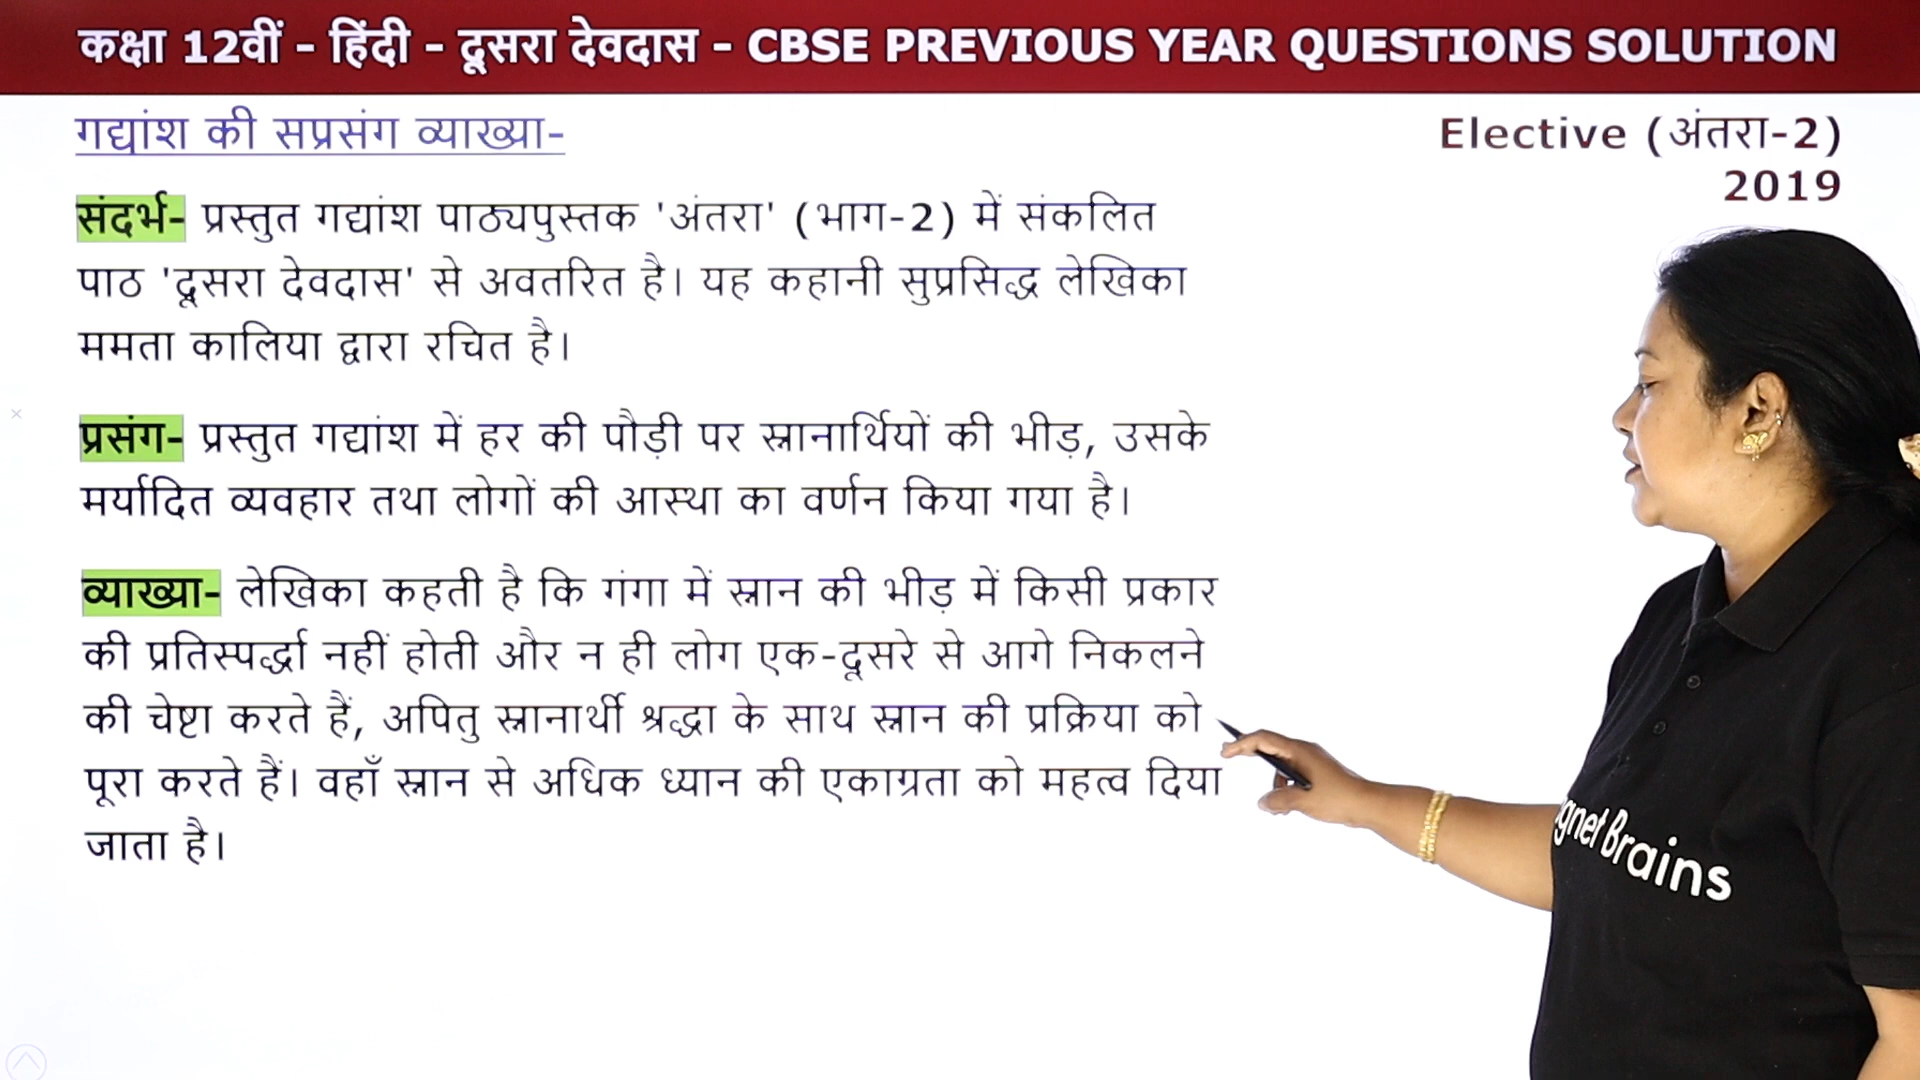 कक्षा 12वीं - हिंदी - दूसरा देवदास - CBSE PREVIOUS YEAR QUESTIONS SOLUTION
गद्यांश की सप्रसंग व्याख्या-
Elective (अंतरा-2)
2019
संदर्भ- प्रस्तुत गद्यांश पाठ्यपुस्तक 'अंतरा' (भाग-2) में संकलित
पाठ 'दूसरा देवदास' से अवतरित है। यह कहानी सुप्रसिद्ध लेखिका
ममता कालिया द्वारा रचित है।
प्रसंग- प्रस्तुत गद्यांश में हर की पौड़ी पर स्नानार्थियों की भीड़, उसके
मर्यादित व्यवहार तथा लोगों की आस्था का वर्णन किया गया है।
व्याख्या- लेखिका कहती है कि गंगा में स्नान की भीड़ में किसी प्रकार
की प्रतिस्पर्द्धा नहीं होती और न ही लोग एक-दूसरे से आगे निकलने
की चेष्टा करते हैं, अपितु स्नानार्थी श्रद्धा के साथ स्नान की प्रक्रिया को
पूरा करते हैं। वहाँ स्नान से अधिक ध्यान की एकाग्रता को महत्व दिया
जाता है।
gnet Brains